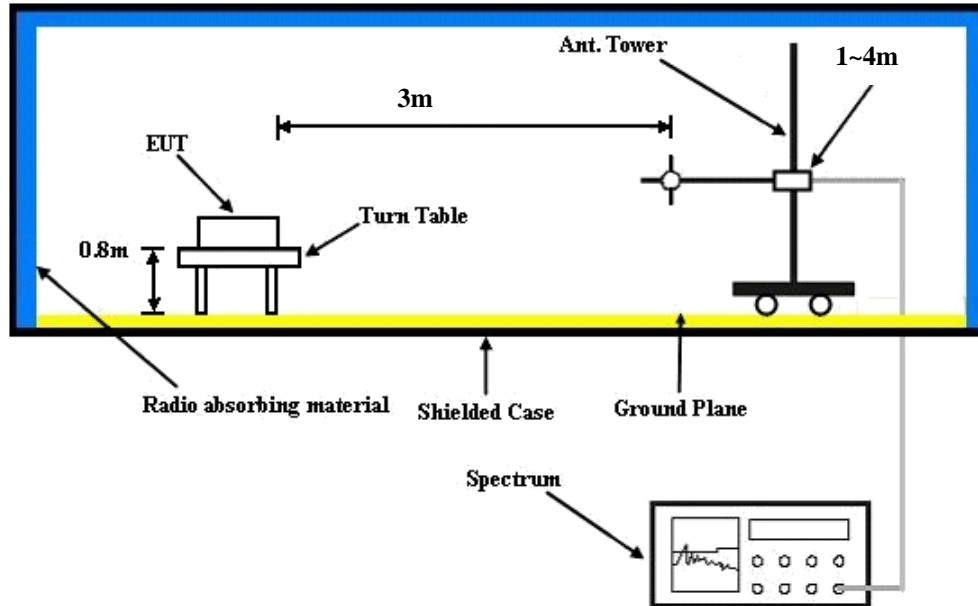 Ant. Tower
1~4m
3m
EUT
Turn Table
0.8m
Radio absorbing material
Shielded Case
Ground Plane
Spectrum